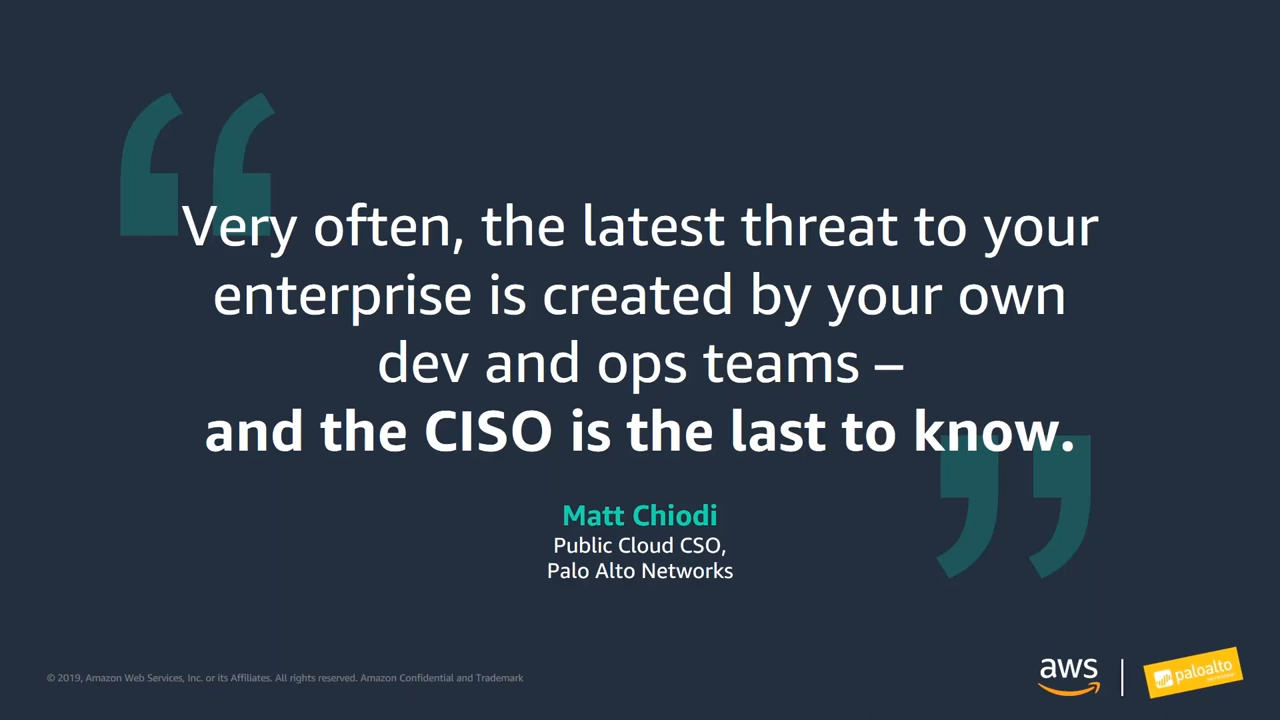 Very often, the latest threat to your
enterprise is created by your own
dev and ops teams –
and the CISO is the last to know.
Matt Chiodi
Public Cloud CSO,
Palo Alto Networks
© 2019, Amazon Web Services, Inc. or its Affiliates. All rights reserved. Amazon Confidential and Trademark
aws
paloalto